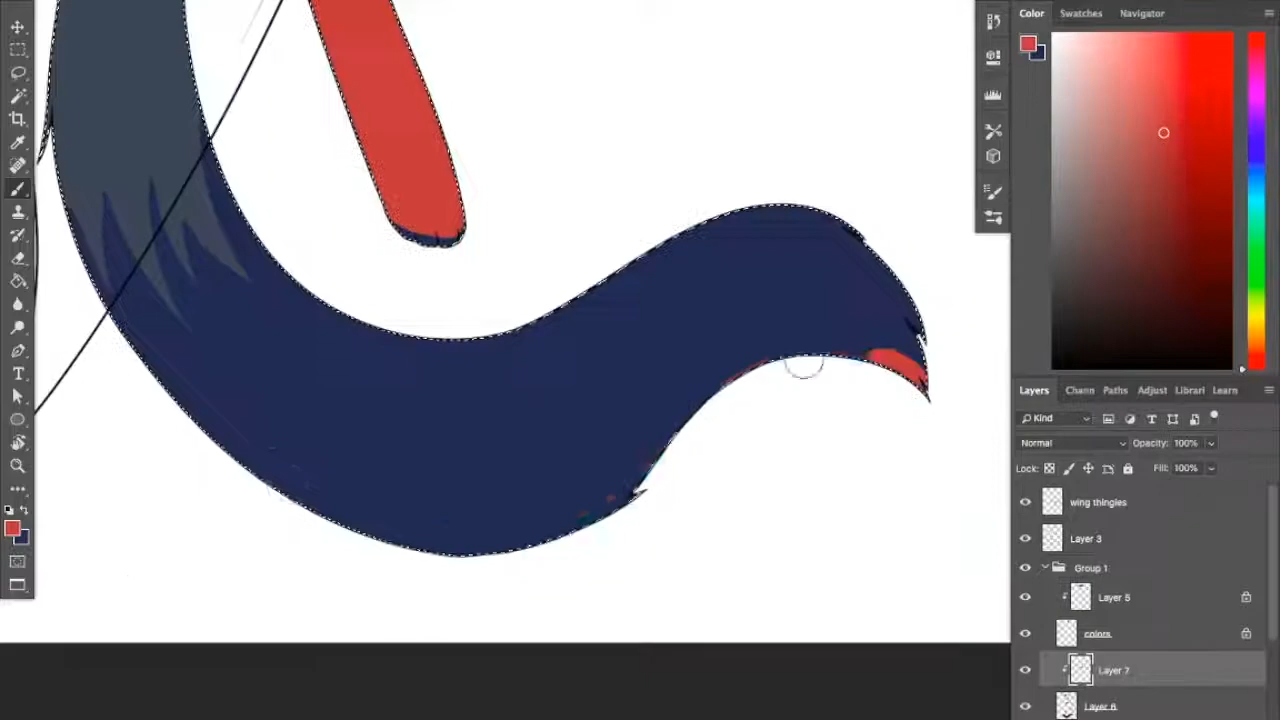 Color Swatches Navigator
Layers Chann Paths Adjust Librari Learn
Kind
Normal Opacity: 100%
Lock: Fill: 100%
wing thingies
Layer 3
Group 1
Layer 5
colors
Layer 7
Layer 6